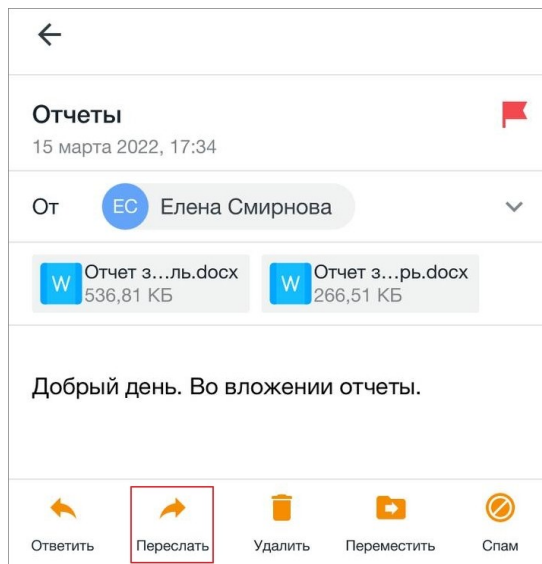 Отчеты
15 марта 2022, 17:34
От ЕС Елена Смирнова
W Отчет з...ль.docx W Отчет з...рь.docx
536,81 КБ 266,51 КБ
Добрый день. Во вложении отчеты.
Ответить Переслать Удалить Переместить Спам